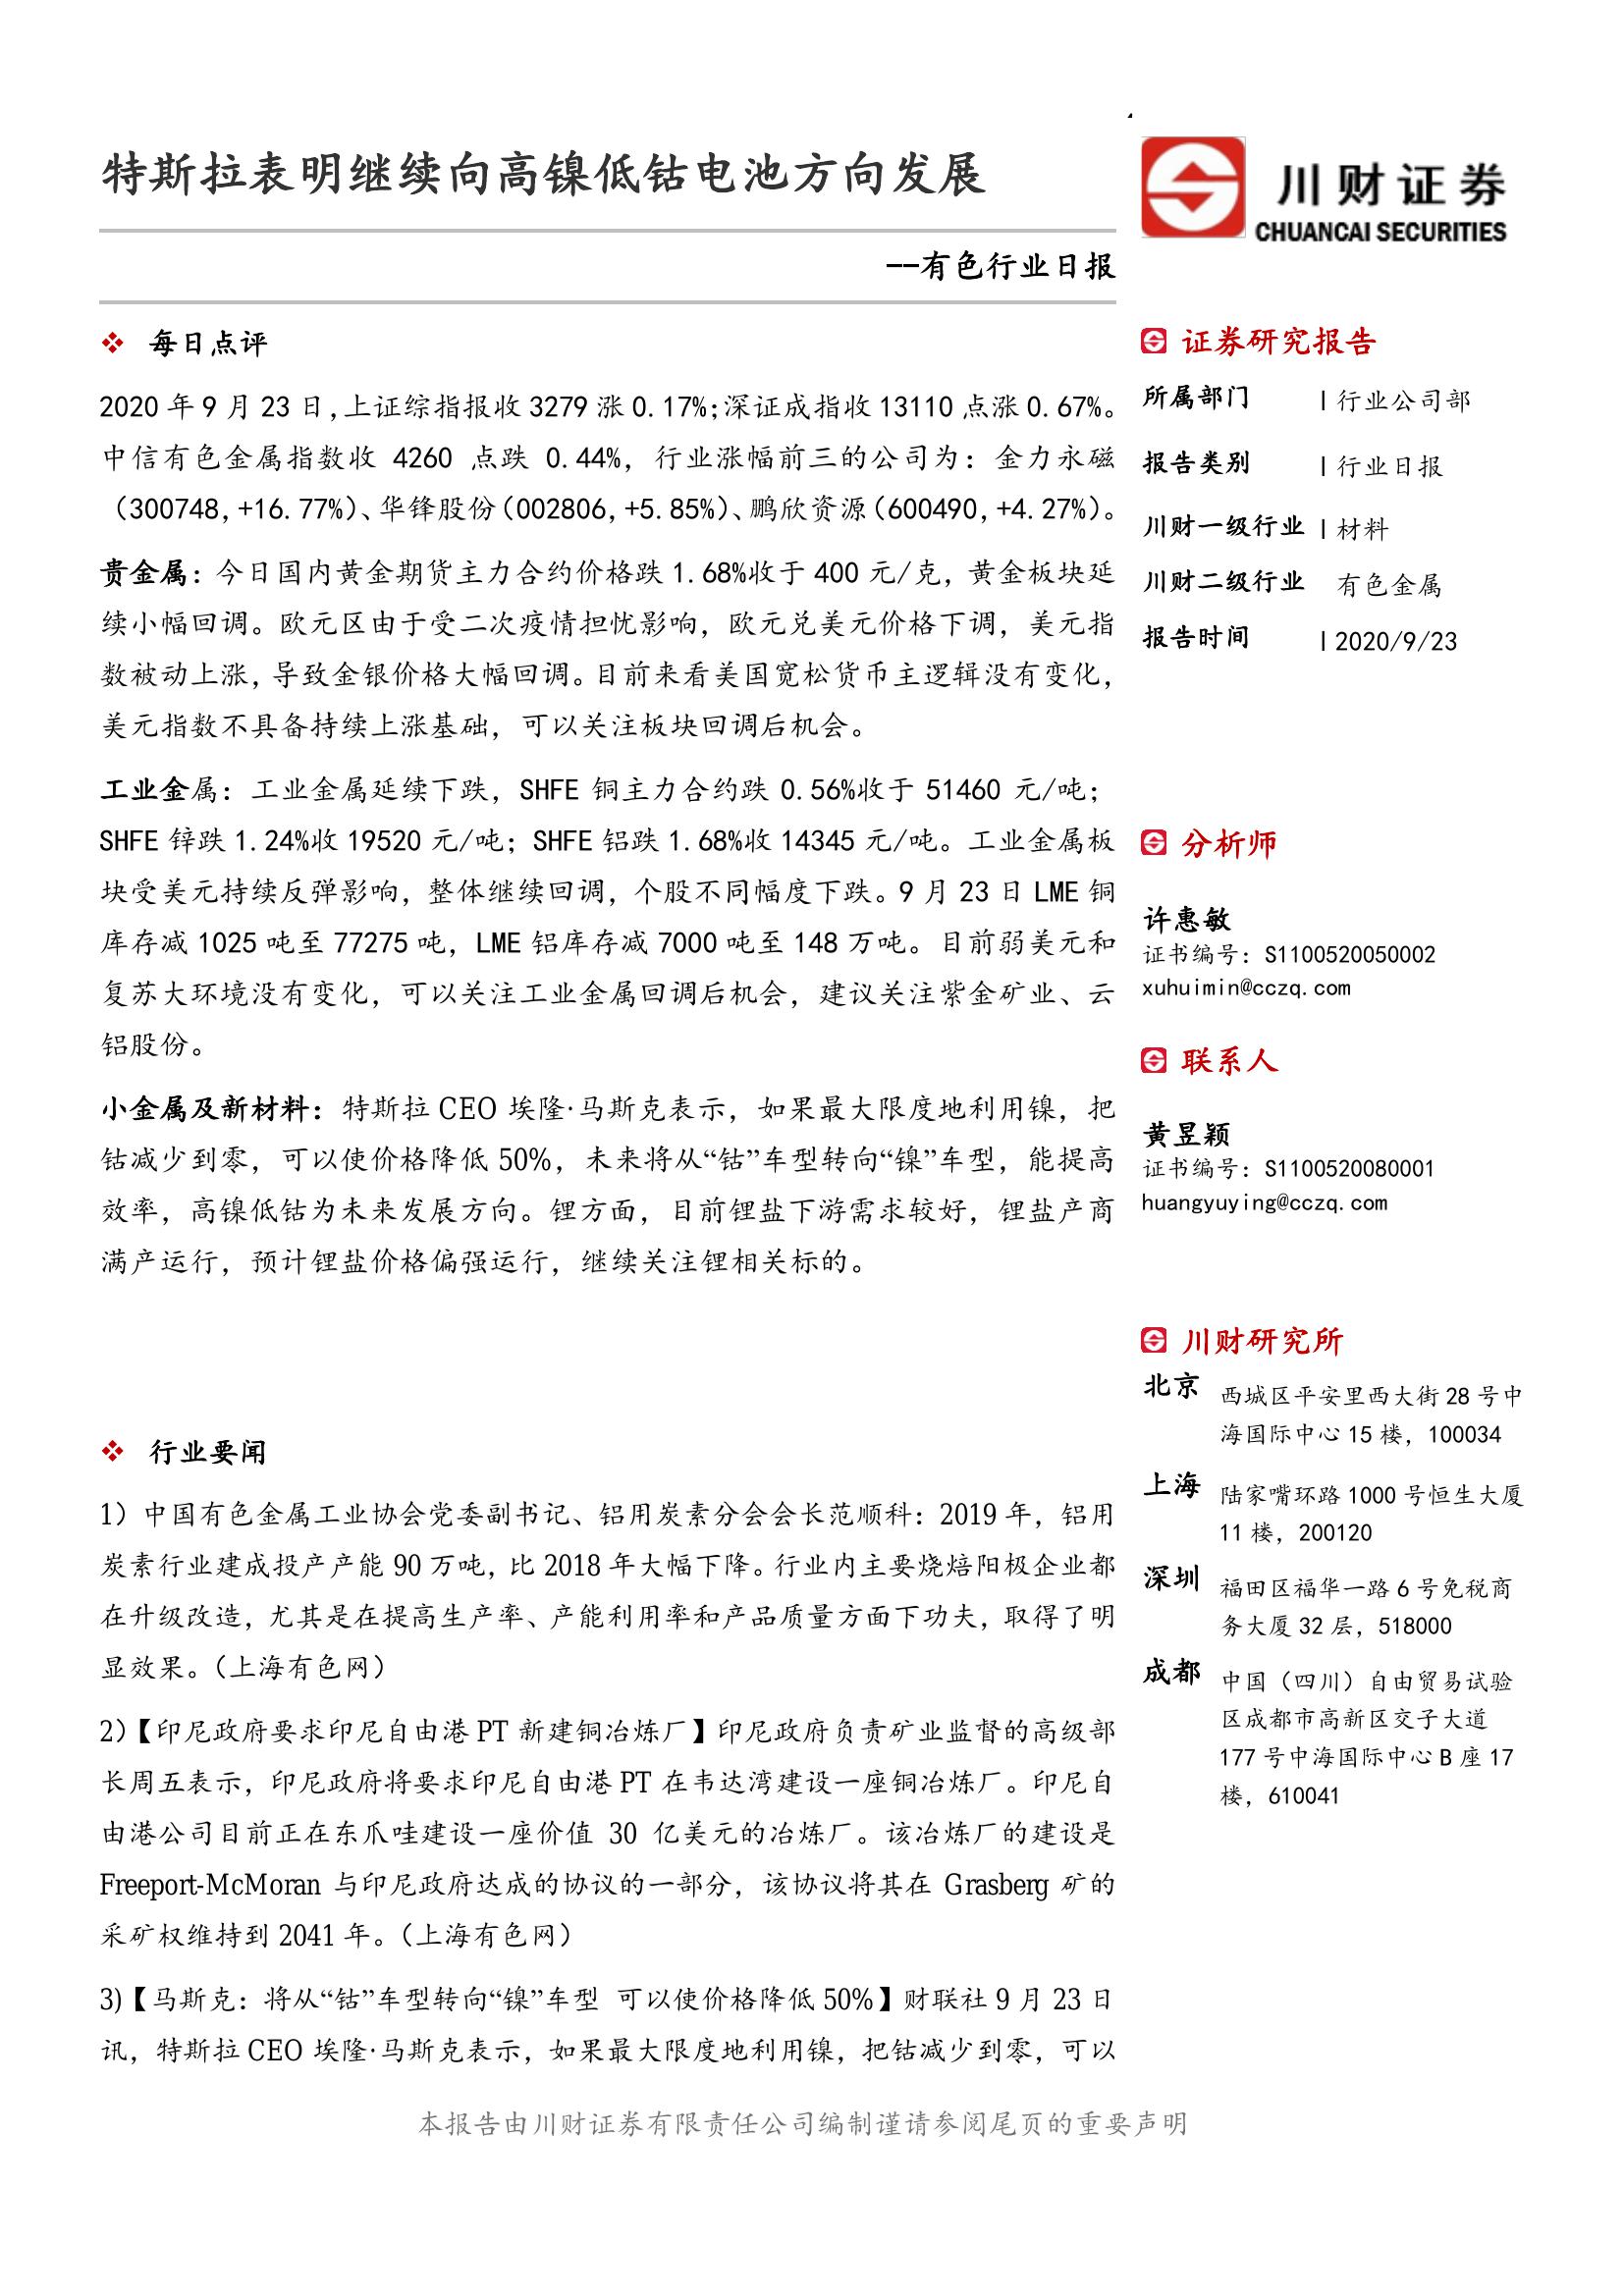 特斯拉表明继续向高镍低钴电池方向发展
——有色行业日报
❖ 每日点评
2020 年 9 月 23 日，上证综指报收 3279 涨 0.17%；深证成指收 13110 点涨 0.67%。
中信有色金属指数收 4260 点跌 0.44%，行业涨幅前三的公司为：金力永磁
（300748，+16.77%）、华锋股份（002806，+5.85%）、鹏欣资源（600490，+4.27%）。
贵金属：今日国内黄金期货主力合约价格跌 1.68%收于 400 元/克，黄金板块延
续小幅回调。欧元区由于受二次疫情担忧影响，欧元兑美元价格下调，美元指
数被动上涨，导致金银价格大幅回调。目前来看美国宽松货币主逻辑没有变化，
美元指数不具备持续上涨基础，可以关注板块回调后机会。
工业金属：工业金属延续下跌，SHFE 铜主力合约跌 0.56%收于 51460 元/吨；
SHFE 锌跌 1.24%收 19520 元/吨；SHFE 铝跌 1.68%收 14345 元/吨。工业金属板
块受美元持续反弹影响，整体继续回调，个股不同幅度下跌。9 月 23 日 LME 铜
库存减 1025 吨至 77275 吨，LME 铝库存减 7000 吨至 148 万吨。目前弱美元和
复苏大环境没有变化，可以关注工业金属回调后机会，建议关注紫金矿业、云
铝股份。
小金属及新材料：特斯拉 CEO 埃隆·马斯克表示，如果最大限度地利用镍，把
钴减少到零，可以使价格降低 50%，未来将从“钴”车型转向“镍”车型，能提高
效率，高镍低钴为未来发展方向。锂方面，目前锂盐下游需求较好，锂盐产商
满产运行，预计锂盐价格偏强运行，继续关注锂相关标的。
❖ 行业要闻
1）中国有色金属工业协会党委副书记、铝用炭素分会会长范顺科：2019 年，铝用
炭素行业建成投产产能 90 万吨，比 2018 年大幅下降。行业内主要烧焙阳极企业都
在升级改造，尤其是在提高生产率、产能利用率和产品质量方面下功夫，取得了明
显效果。（上海有色网）
2)【印尼政府要求印尼自由港 PT 新建铜冶炼厂】印尼政府负责矿业监督的高级部
长周五表示，印尼政府将要求印尼自由港 PT 在韦达湾建设一座铜冶炼厂。印尼自
由港公司目前正在东爪哇建设一座价值 30 亿美元的冶炼厂。该冶炼厂的建设是
Freeport-McMoran 与印尼政府达成的协议的一部分，该协议将其在 Grasberg 矿的
采矿权维持到 2041 年。（上海有色网）
3)【马斯克：将从“钴”车型转向“镍”车型 可以使价格降低 50%】财联社 9 月 23 日
讯，特斯拉 CEO 埃隆·马斯克表示，如果最大限度地利用镍，把钴减少到零，可以
川财证券
CHUANCAI SECURITIES
证券研究报告
所属部门 l 行业公司部
报告类别 l 行业日报
川财一级行业 l 材料
川财二级行业 有色金属
报告时间 l 2020/9/23
分析师
许惠敏
证书编号：S1100520050002
xuhuimin@cczq.com
联系人
黄昱颖
证书编号：S1100520080001
huangyuying@cczq.com
川财研究所
北京 西城区平安里西大街 28 号中
海国际中心 15 楼，100034
上海 陆家嘴环路 1000 号恒生大厦
11 楼，200120
深圳 福田区福华一路 6 号免税商
务大厦 32 层，518000
成都 中国（四川）自由贸易试验
区成都市高新区交子大道
177 号中海国际中心 B 座 17
楼，610041
本报告由川财证券有限责任公司编制谨请参阅尾页的重要声明